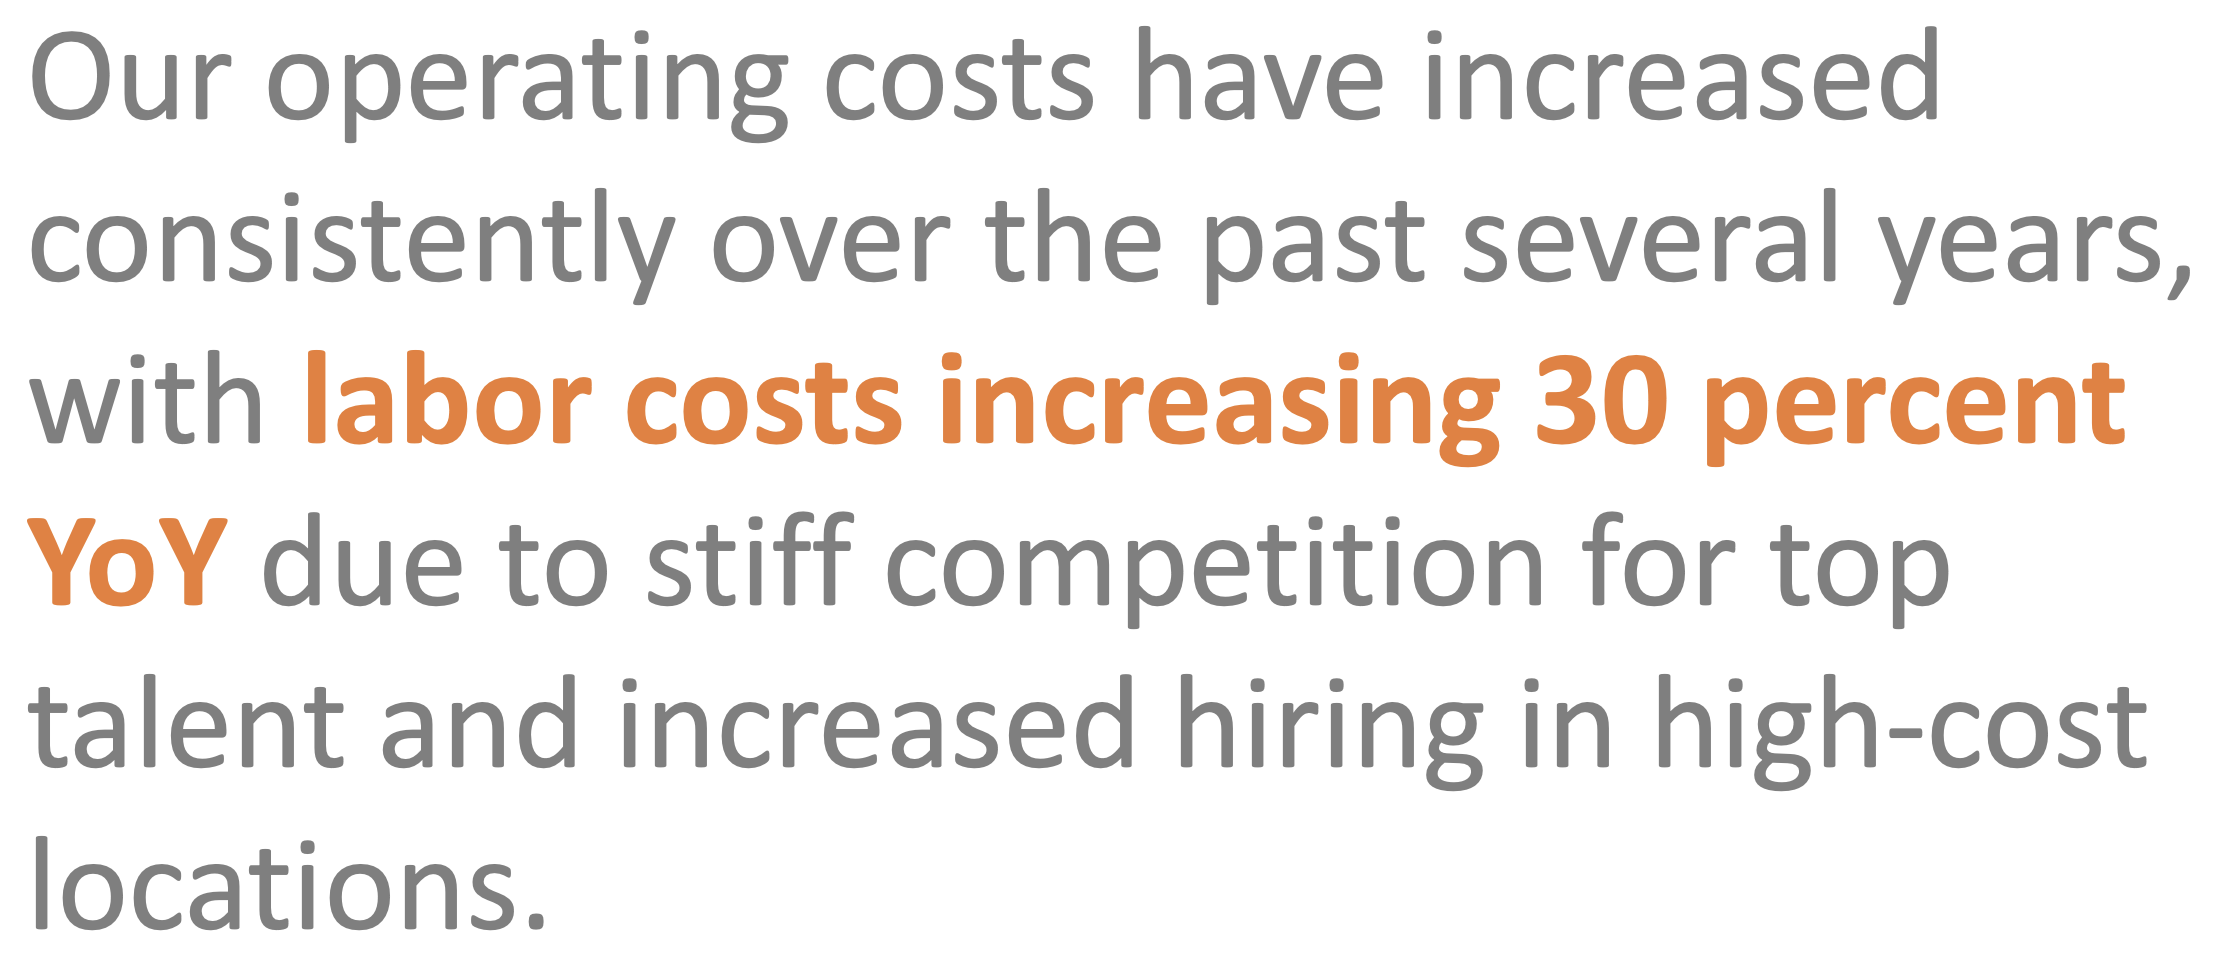 Our operating costs have increased
consistently over the past several years,
with labor costs increasing 30 percent
YoY due to stiff competition for top
talent and increased hiring in high-cost
locations.